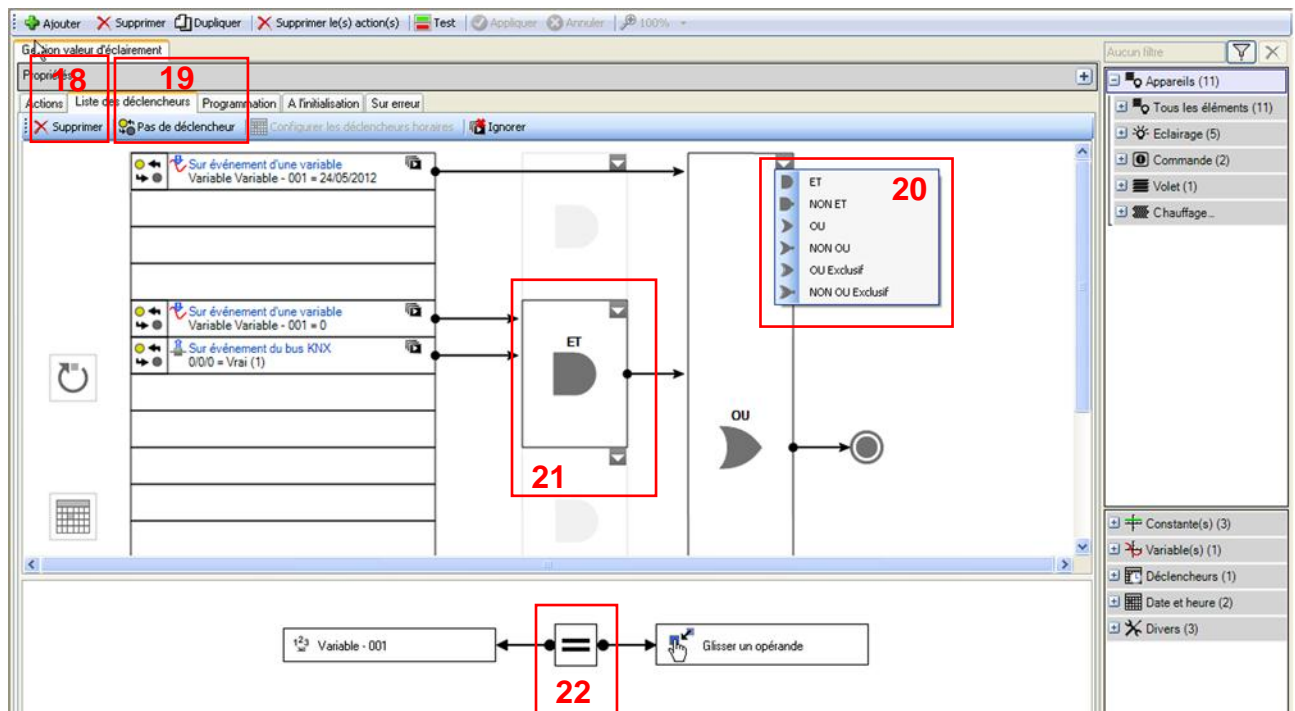 Ajouter Supprimer Dupliquer Supprimer le(s) action(s) Test Appliquer Annuler 100%
Gestion valeur d'éclairement
Propriétés
18
19
Actions Liste des déclencheurs Programmation A l'initialisation Sur erreur
Supprimer Pas de déclencheur Configurer les déclencheurs horaires Ignorer
Sur événement d'une variable
Variable Variable - 001 = 24/05/2012
Sur événement d'une variable
Variable Variable - 001 = 0
Sur événement du bus KNX
0/0/0 = Vrai (1)
ET
21
OU
ET
NON ET
OU
NON OU
OU Exclusif
NON OU Exclusif
20
123 Variable - 001
=
Glisser un opérande
22
Aucun filtre
Appareils (11)
Tous les éléments (11)
Eclairage (5)
Commande (2)
Volet (1)
Chauffage...
Constante(s) (3)
Variable(s) (1)
Déclencheurs (1)
Date et heure (2)
Divers (3)